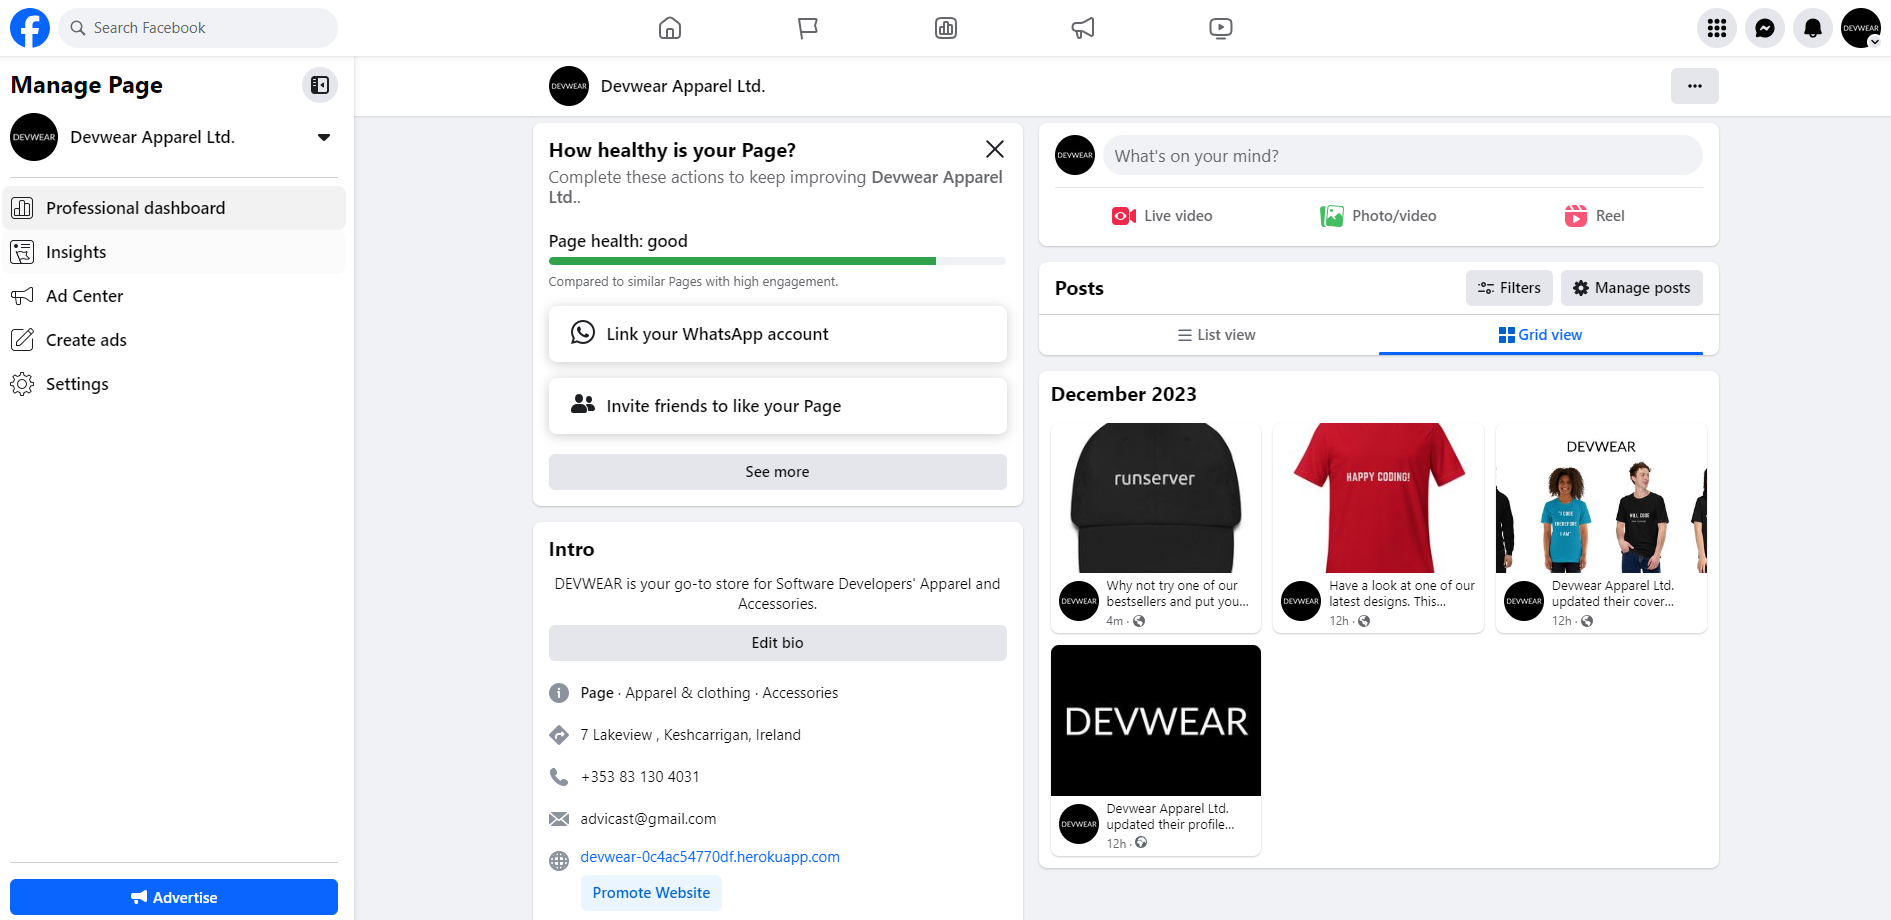 Search Facebook
DEVWEAR
Manage Page
DEVWEAR
Devwear Apparel Ltd.
Professional dashboard
Insights
Ad Center
Create ads
Settings
Advertise
DEVWEAR
Devwear Apparel Ltd.
How healthy is your Page?
Complete these actions to keep improving Devwear Apparel
Ltd..
Page health: good
Compared to similar Pages with high engagement.
Link your WhatsApp account
Invite friends to like your Page
See more
Intro
DEVWEAR is your go-to store for Software Developers' Apparel and
Accessories.
Edit bio
Page · Apparel & clothing · Accessories
7 Lakeview , Keshcarrigan, Ireland
+353 83 130 4031
advicast@gmail.com
devwear-0c4ac54770df.herokuapp.com
Promote Website
DEVWEAR
What's on your mind?
Live video
Photo/video
Reel
Posts
Filters
Manage posts
List view
Grid view
December 2023
runserver
DEVWEAR
Why not try one of our
bestsellers and put you...
4m ·
HAPPY CODING!
DEVWEAR
Have a look at one of our
latest designs. This...
12h ·
DEVWEAR
"I CODE
THEREFORE
I AM"
WILL CODE
DEVWEAR
Devwear Apparel Ltd.
updated their cover...
12h ·
DEVWEAR
DEVWEAR
Devwear Apparel Ltd.
updated their profile...
12h ·